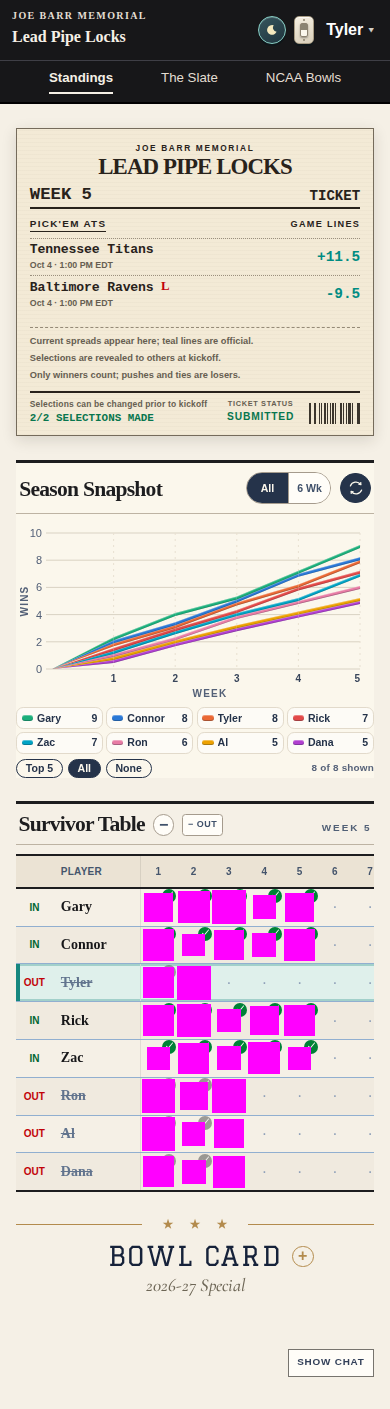 JOE BARR MEMORIAL
Lead Pipe Locks
Tyler
Standings The Slate NCAA Bowls
JOE BARR MEMORIAL
LEAD PIPE LOCKS
WEEK 5 TICKET
PICK'EM ATS GAME LINES
Tennessee Titans
Oct 4 · 1:00 PM EDT
+11.5
Baltimore Ravens L
Oct 4 · 1:00 PM EDT
-9.5
Current spreads appear here; teal lines are official.
Selections are revealed to others at kickoff.
Only winners count; pushes and ties are losers.
Selections can be changed prior to kickoff
2/2 SELECTIONS MADE
TICKET STATUS
SUBMITTED
Season Snapshot All 6 Wk
10
8
6
4
2
0
WINS
1 2 3 4 5
WEEK
Gary 9 Connor 8 Tyler 8 Rick 7
Zac 7 Ron 6 Al 5 Dana 5
Top 5 All None 8 of 8 shown
Survivor Table − − OUT WEEK 5
PLAYER 1 2 3 4 5 6 7
IN Gary · ·
IN Connor · ·
OUT Tyler · · · · ·
IN Rick · ·
IN Zac · ·
OUT Ron · · · ·
OUT Al · · · ·
OUT Dana · · · ·
★ ★ ★
BOWL CARD +
2026-27 Special
SHOW CHAT